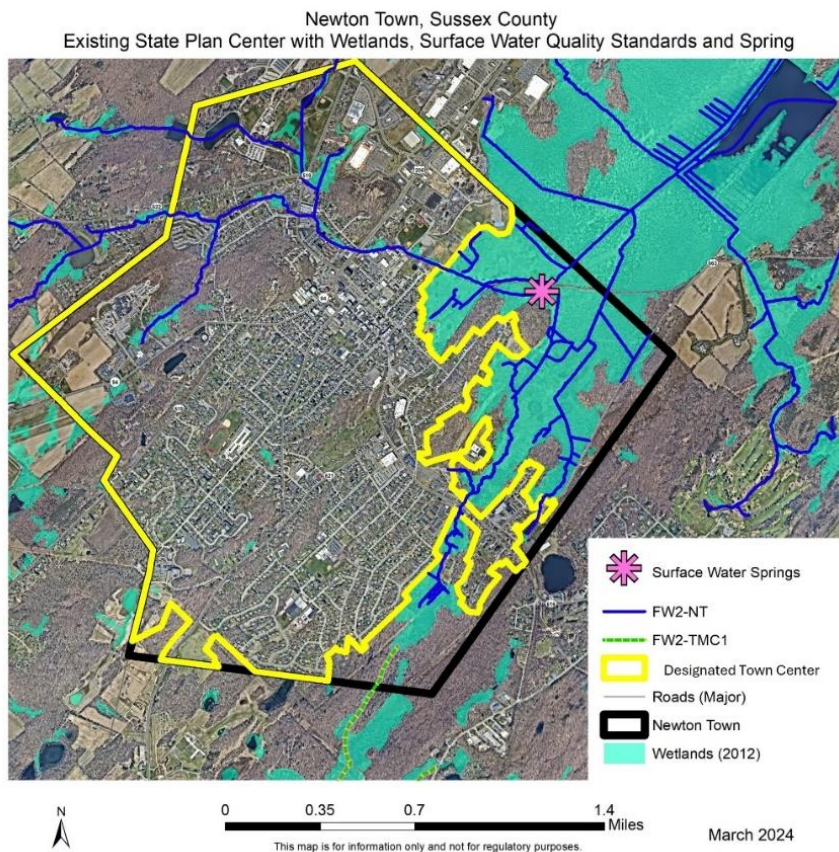 Newton Town, Sussex County
Existing State Plan Center with Wetlands, Surface Water Quality Standards and Spring
Surface Water Springs
FW2-NT
FW2-TMC1
Designated Town Center
Roads (Major)
Newton Town
Wetlands (2012)
N
0 0.35 0.7 1.4
Miles
This map is for information only and not for regulatory purposes.
March 2024